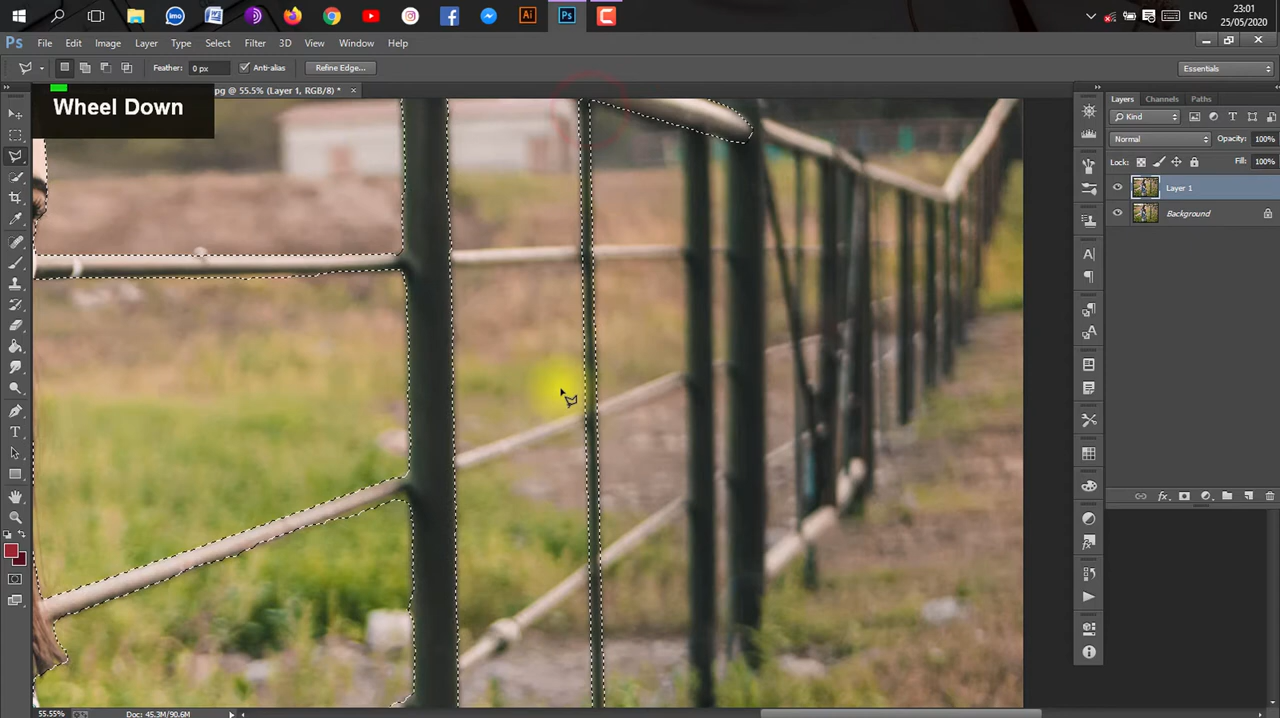 23:01
ENG
25/05/2020
Ps
File Edit Image Layer Type Select Filter 3D View Window Help
Feather: 0 px Anti-alias Refine Edge... Essentials
pg @ 55.5% (Layer 1, RGB/8) *
Wheel Down
Layers Channels Paths
Kind
Normal Opacity: 100%
Lock: Fill: 100%
Layer 1
Background
55.55% Doc: 45.3M/90.6M